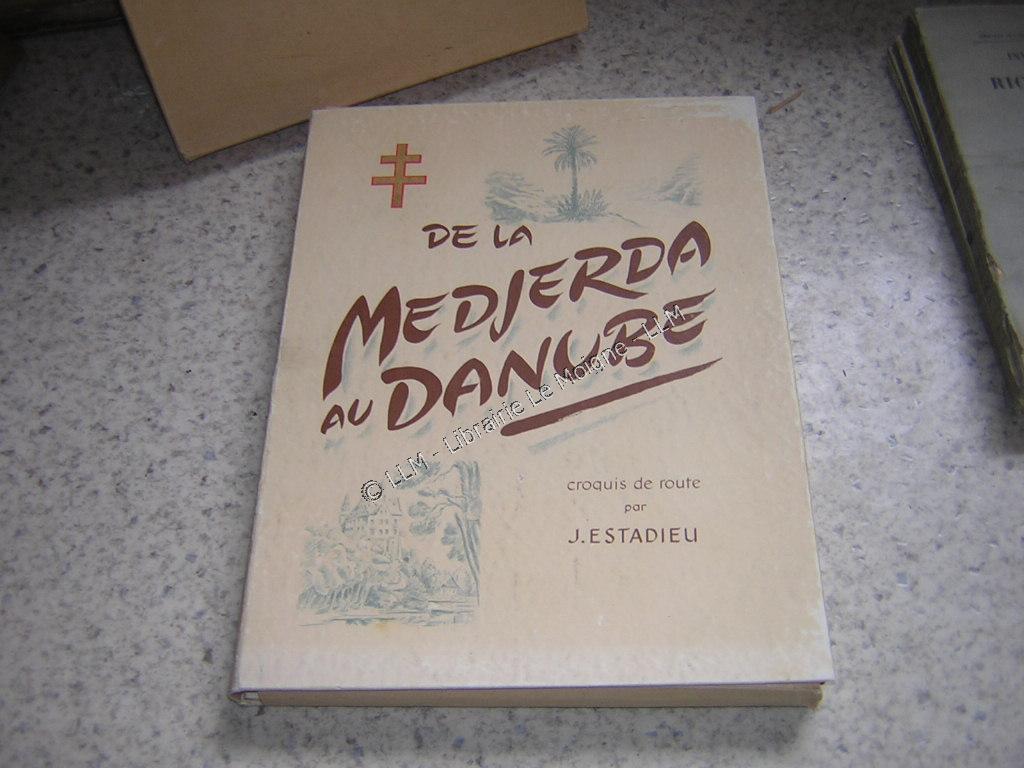 DE LA
MEDJERDA
AU DANUBE
© LLM - Librairie Le Moigne - LLM
croquis de route
par
J. ESTADIEU